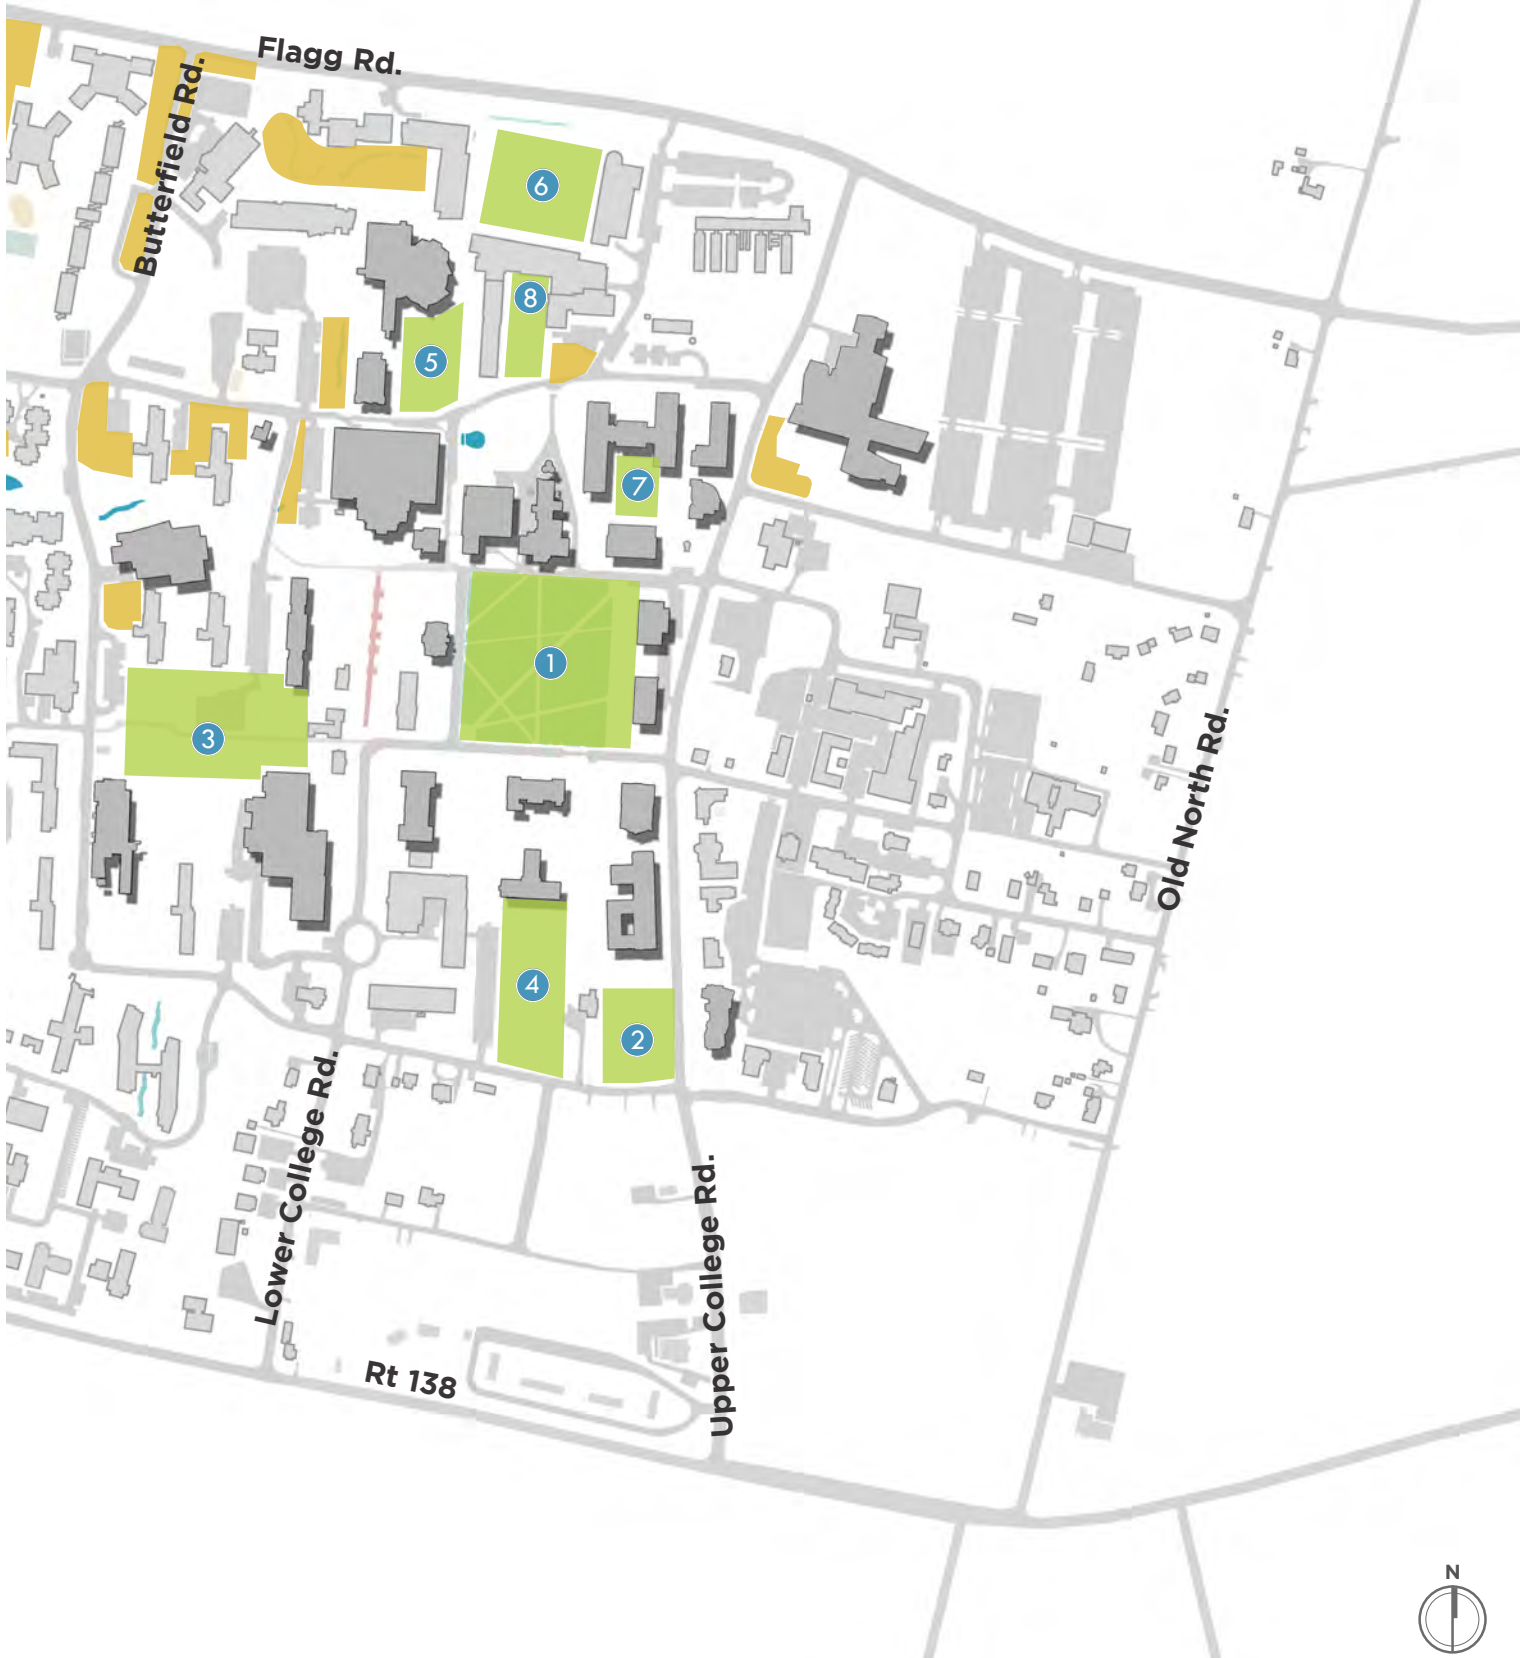 Flagg Rd.
Butterfield Rd.
6
8
5
7
1
3
Old North Rd.
4
2
Lower College Rd.
Upper College Rd.
Rt 138
N